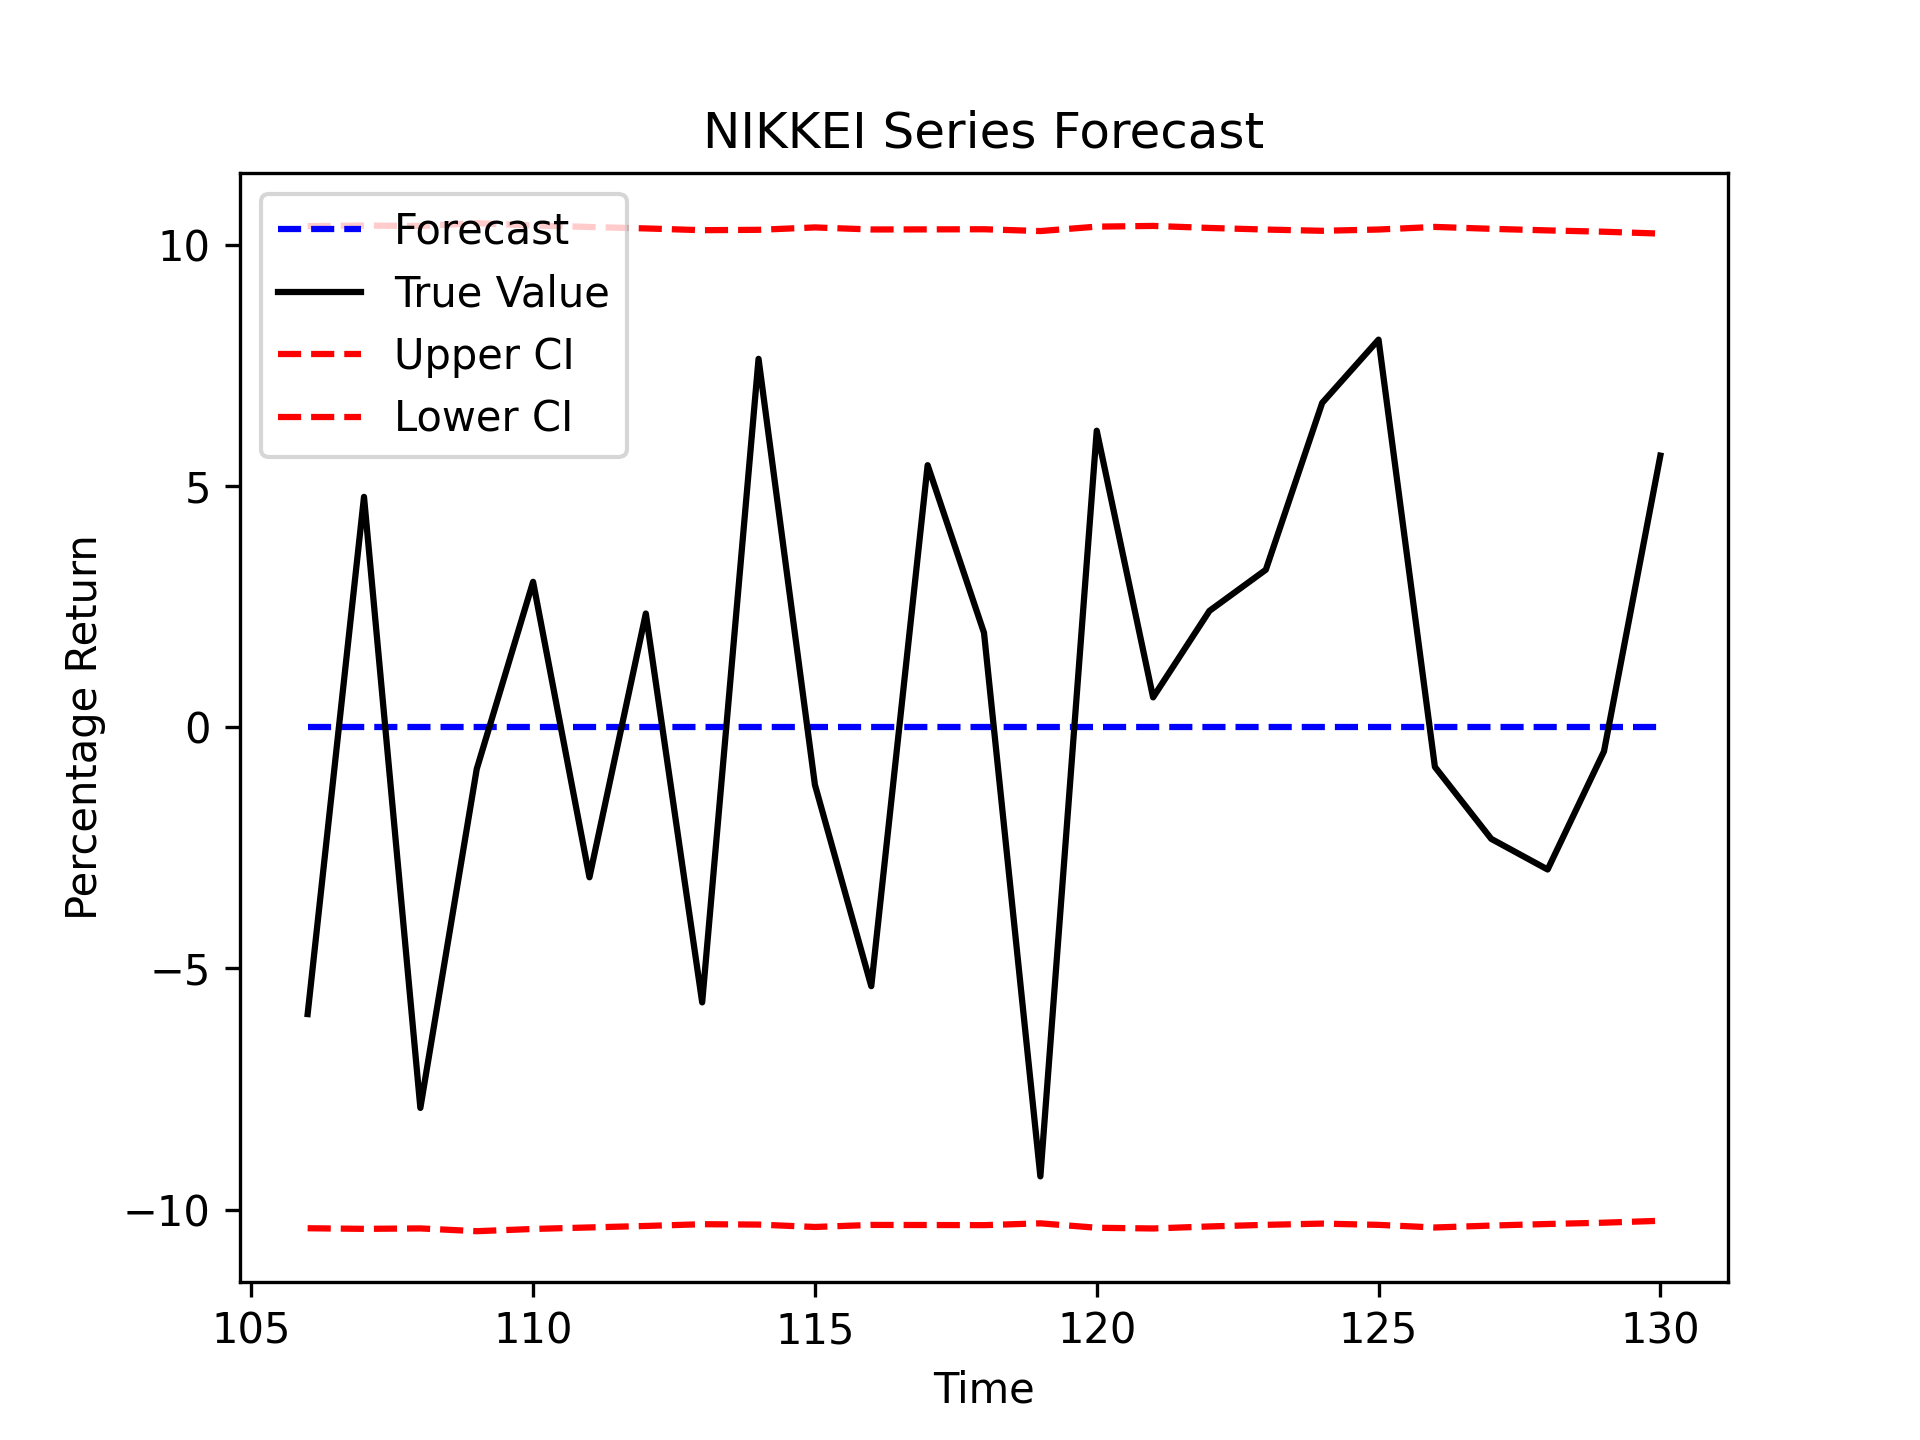 NIKKEI Series Forecast
Forecast
True Value
Upper CI
Lower CI
10
5
0
−5
−10
Percentage Return
105 110 115 120 125 130
Time